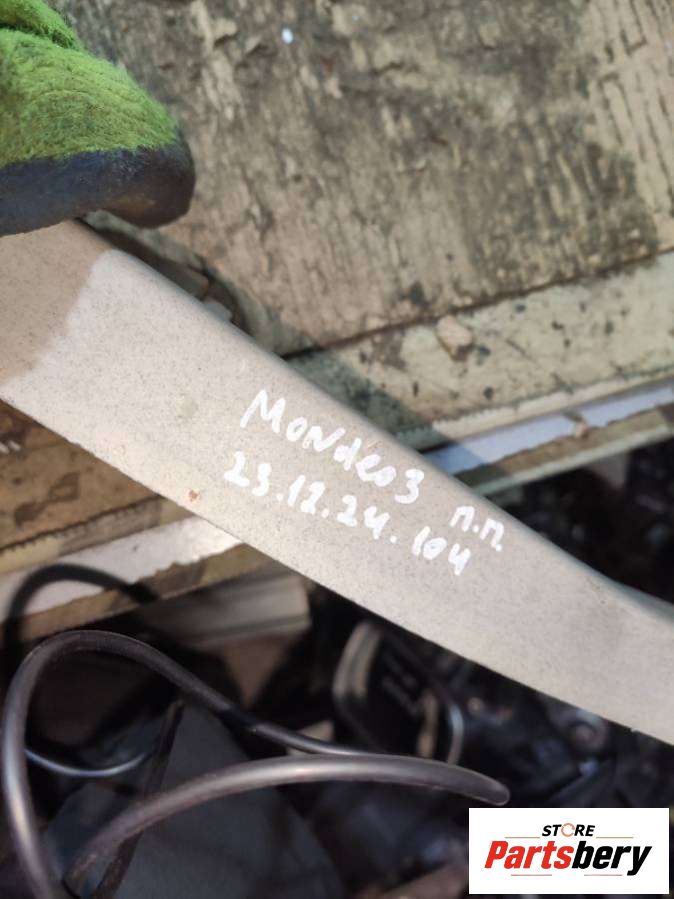 Mondeo3 п.п.
23.12.24.104
STORE
Partsbery